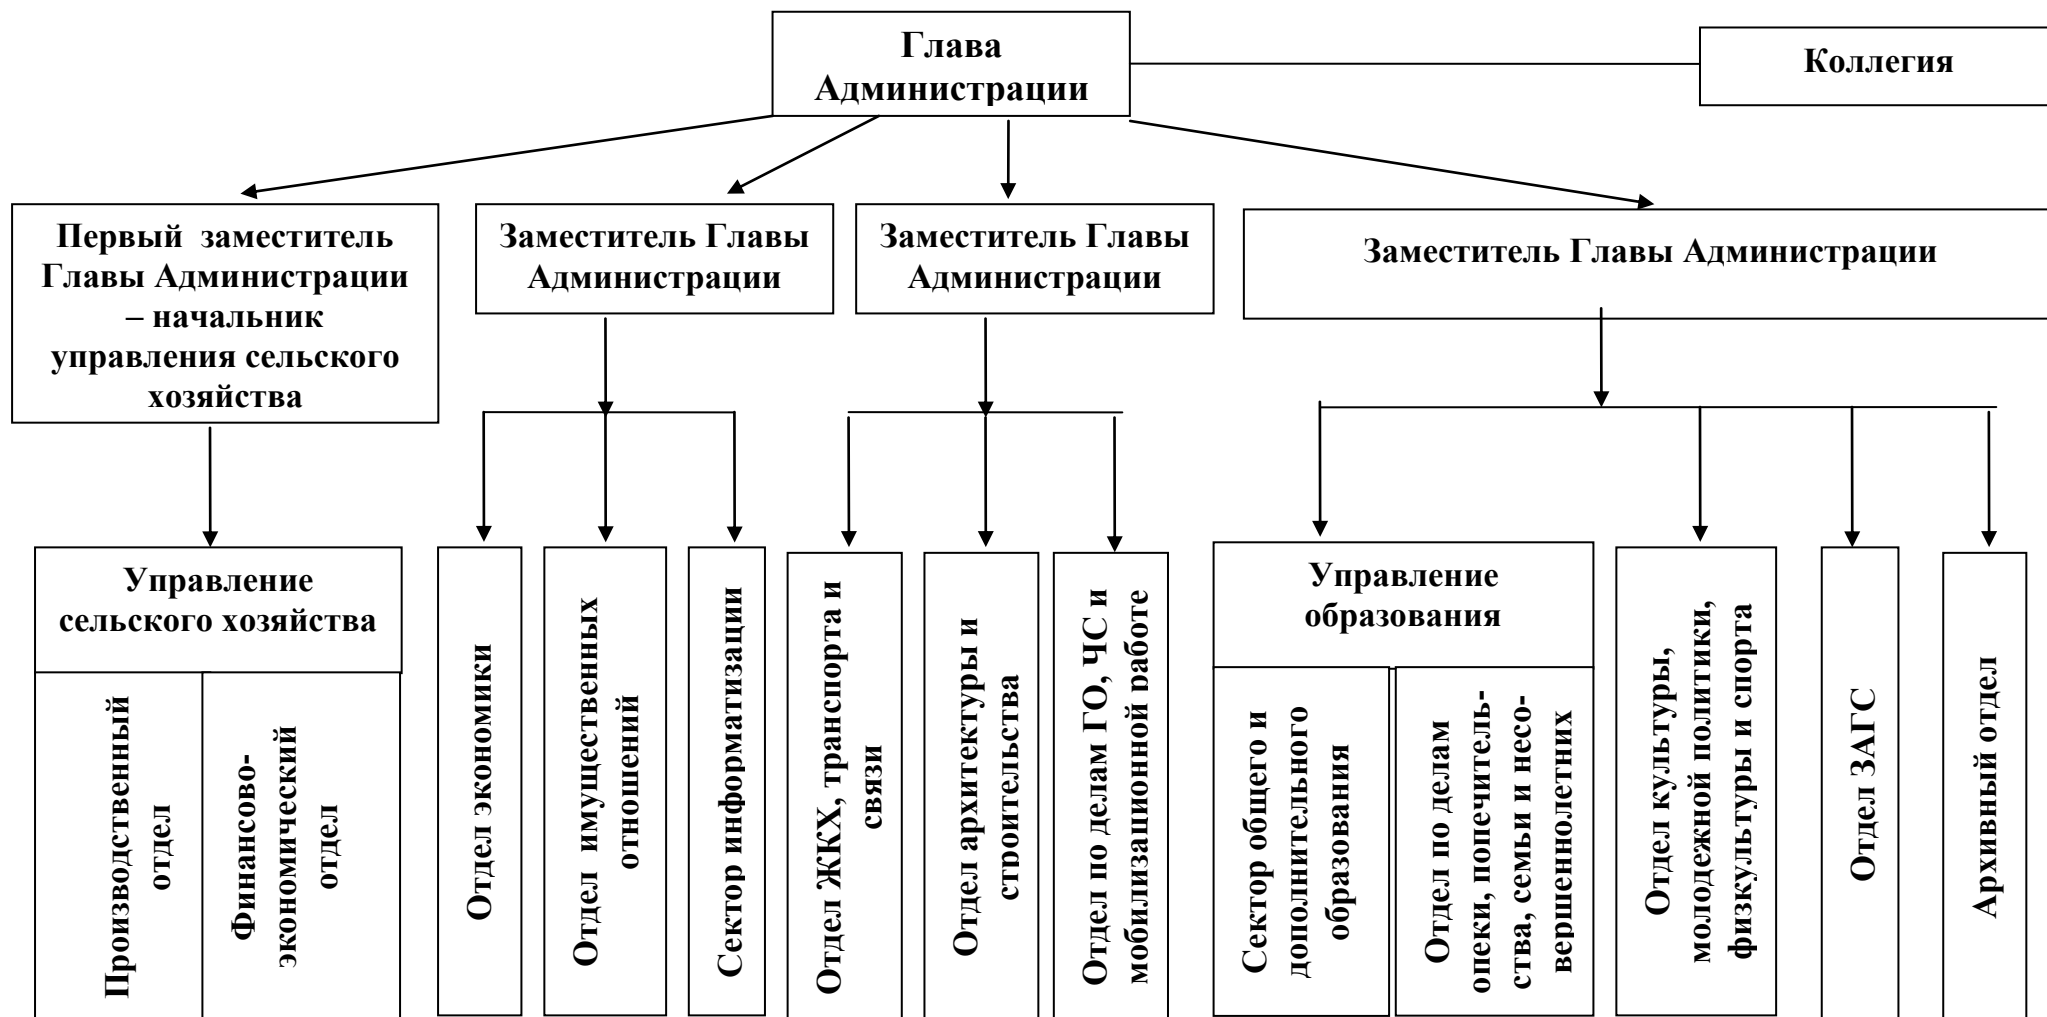 Глава
Администрации
Коллегия
Первый заместитель
Главы Администрации
– начальник
управления сельского
хозяйства
Заместитель Главы
Администрации
Заместитель Главы
Администрации
Заместитель Главы Администрации
Управление
сельского хозяйства
Производственный
отдел
Финансово-
экономический
отдел
Отдел экономики
Отдел имущественных
отношений
Сектор информатизации
Отдел ЖКХ, транспорта и
связи
Отдел архитектуры и
строительства
Отдел по делам ГО, ЧС и
мобилизационной работе
Управление
образования
Сектор общего и
дополнительного
образования
Отдел по делам
опеки, попечитель-
ства, семьи и несо-
вершеннолетних
Отдел культуры,
молодежной политики,
физкультуры и спорта
Отдел ЗАГС
Архивный отдел